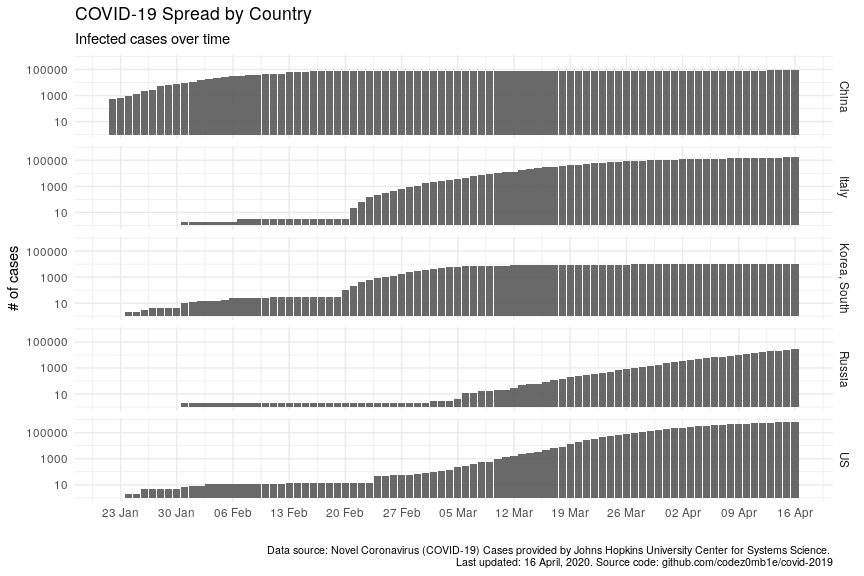 COVID-19 Spread by Country
Infected cases over time
# of cases
100000
1000
10
China
100000
1000
10
Italy
100000
1000
10
Korea, South
100000
1000
10
Russia
100000
1000
10
US
23 Jan 30 Jan 06 Feb 13 Feb 20 Feb 27 Feb 05 Mar 12 Mar 19 Mar 26 Mar 02 Apr 09 Apr 16 Apr
Data source: Novel Coronavirus (COVID-19) Cases provided by Johns Hopkins University Center for Systems Science.
Last updated: 16 April, 2020. Source code: github.com/codez0mb1e/covid-2019